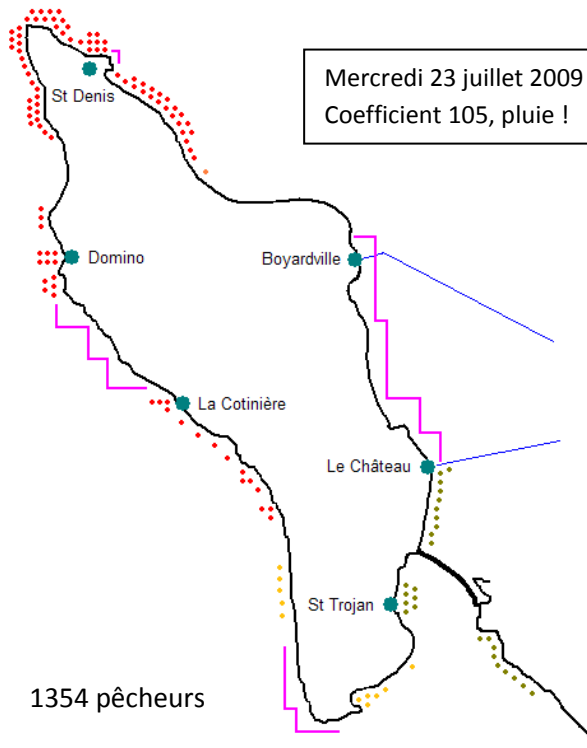 Mercredi 23 juillet 2009
Coefficient 105, pluie !
St Denis
Domino
Boyardville
La Cotinière
Le Château
St Trojan
1354 pêcheurs